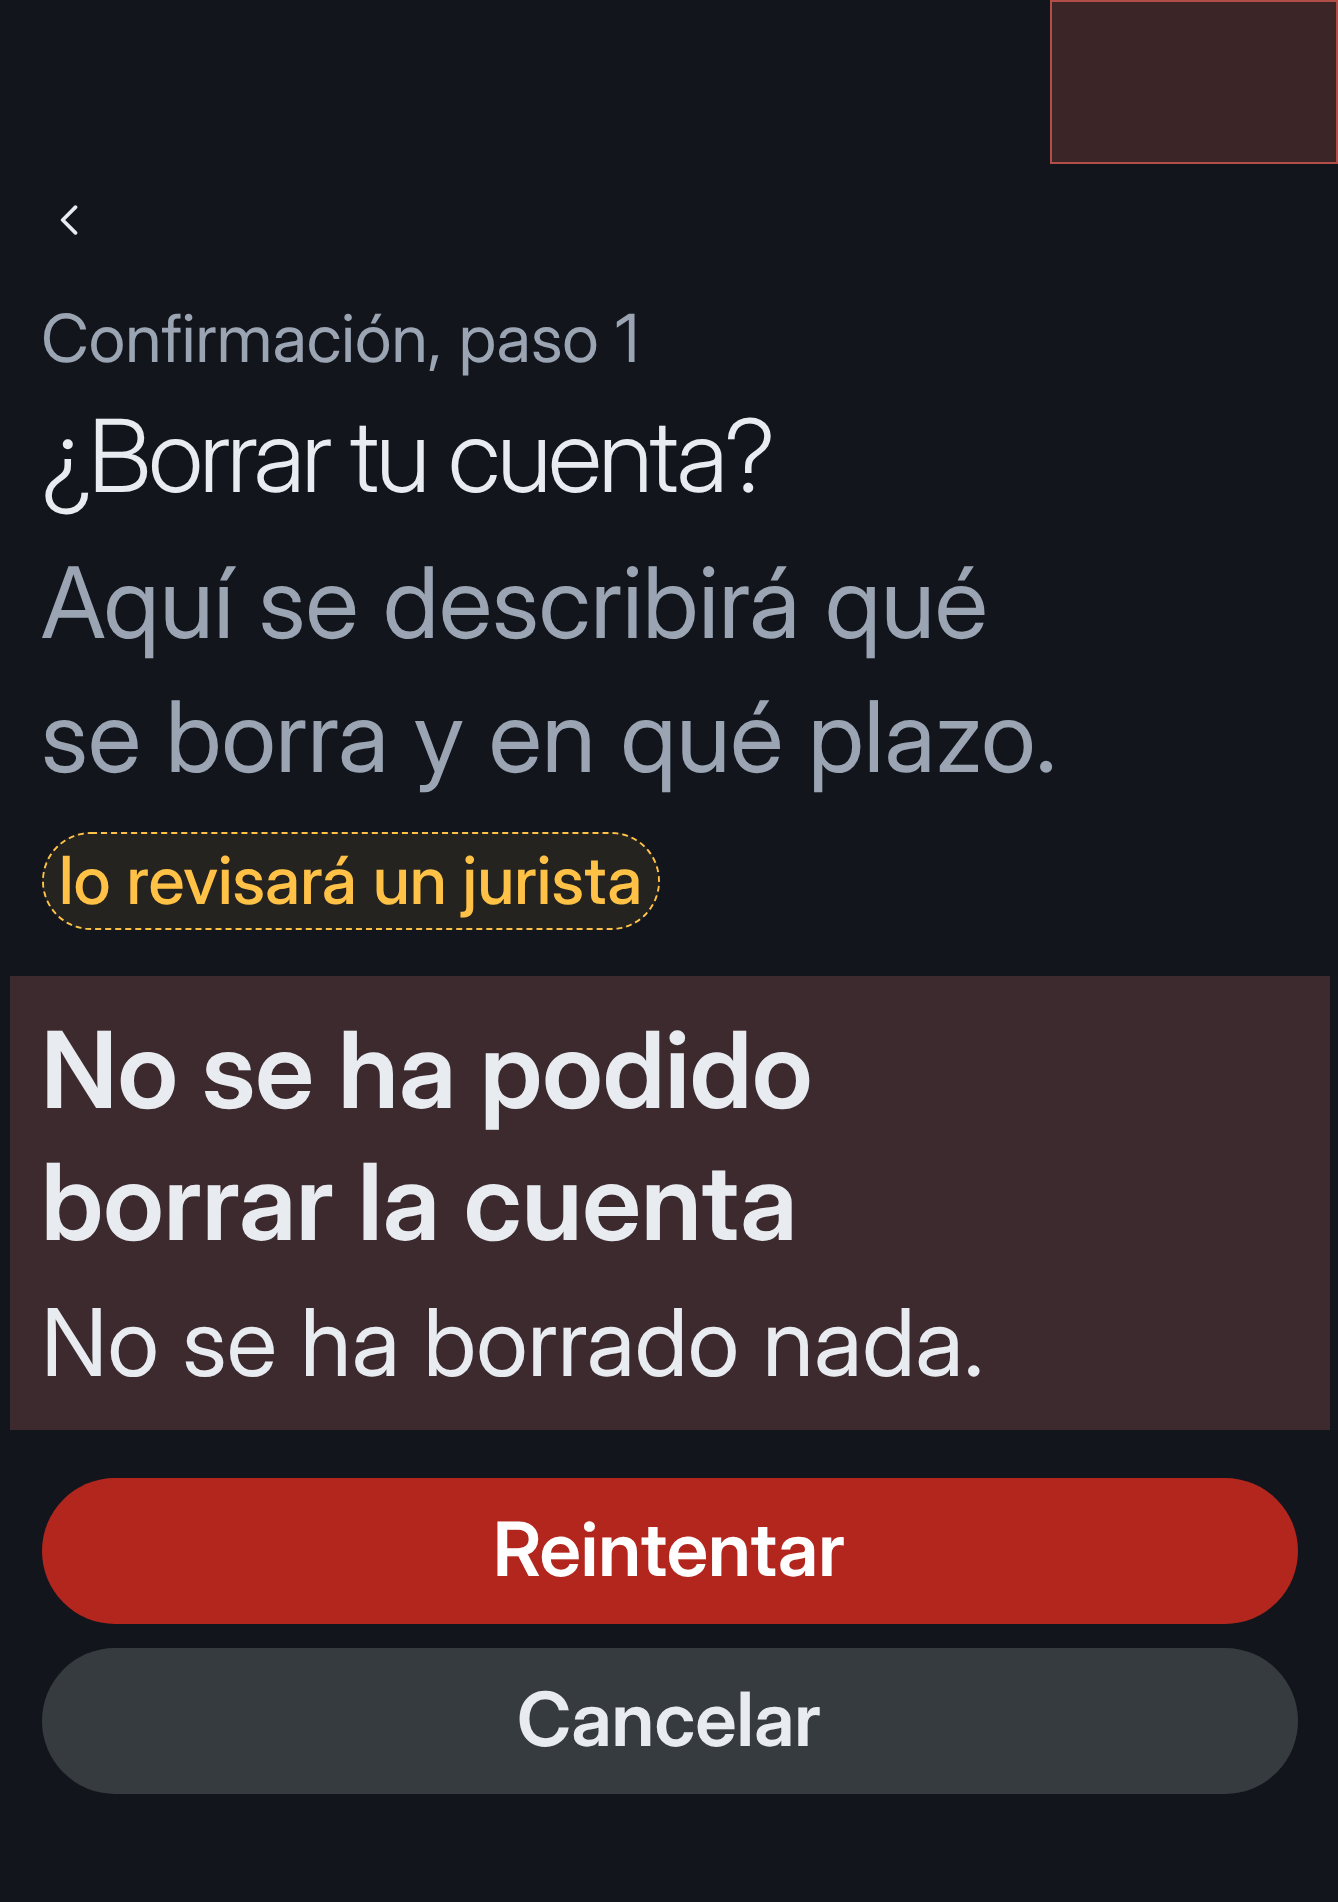 Confirmación, paso 1
¿Borrar tu cuenta?
Aquí se describirá qué
se borra y en qué plazo.
lo revisará un jurista
No se ha podido
borrar la cuenta
No se ha borrado nada.
Reintentar
Cancelar